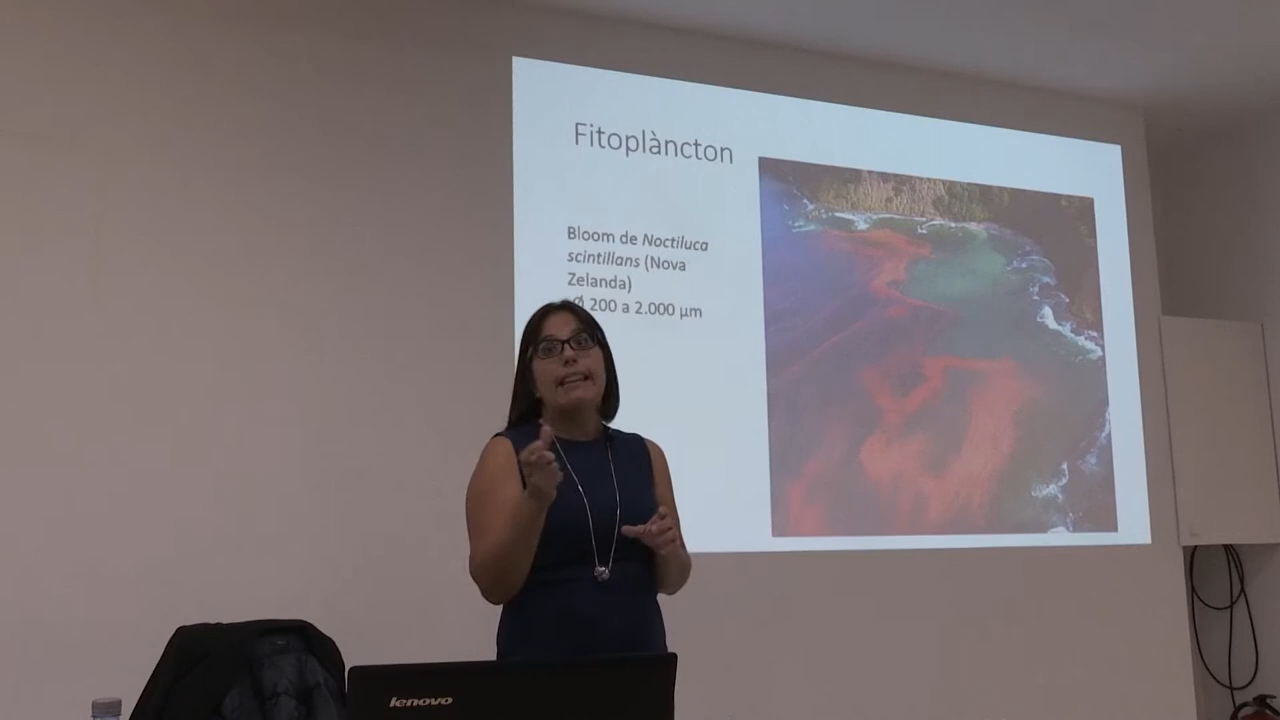 Fitoplàncton
Bloom de Noctiluca
scintillans (Nova
Zelanda)
Ø 200 a 2.000 µm
lenovo